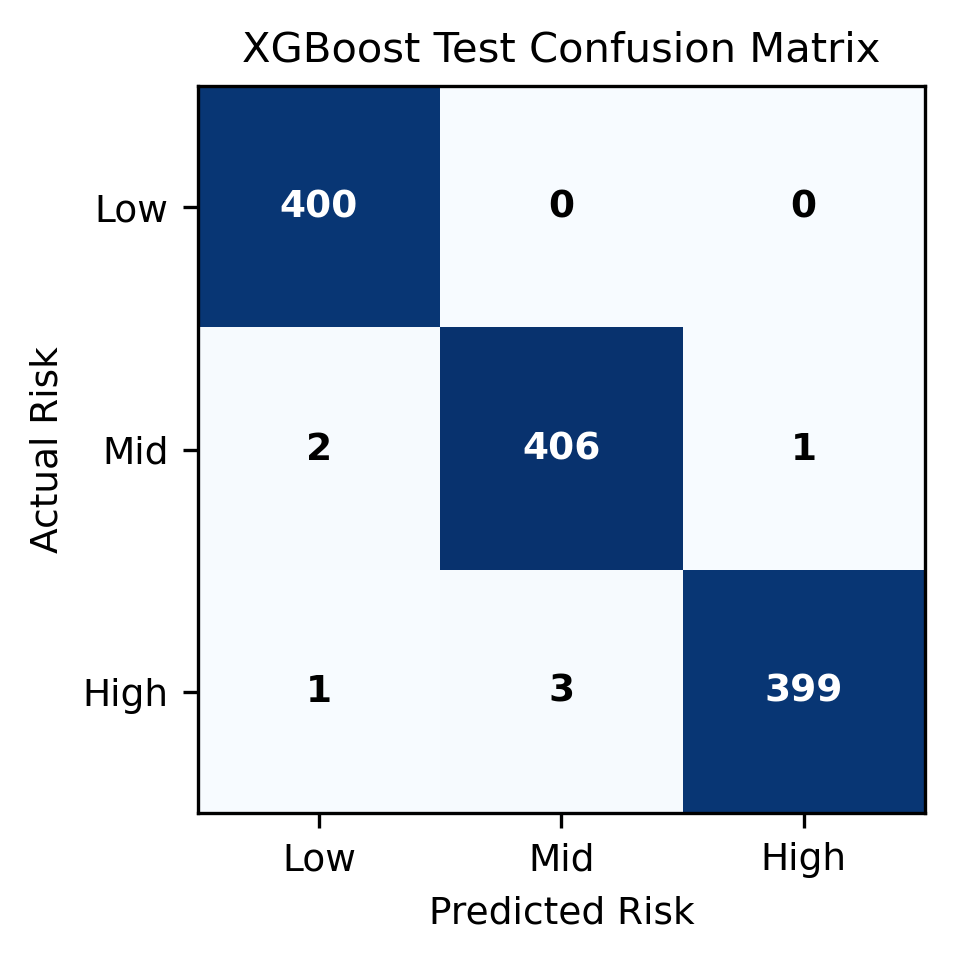 XGBoost Test Confusion Matrix
Actual Risk
Low 400 0 0
Mid 2 406 1
High 1 3 399
Low Mid High
Predicted Risk